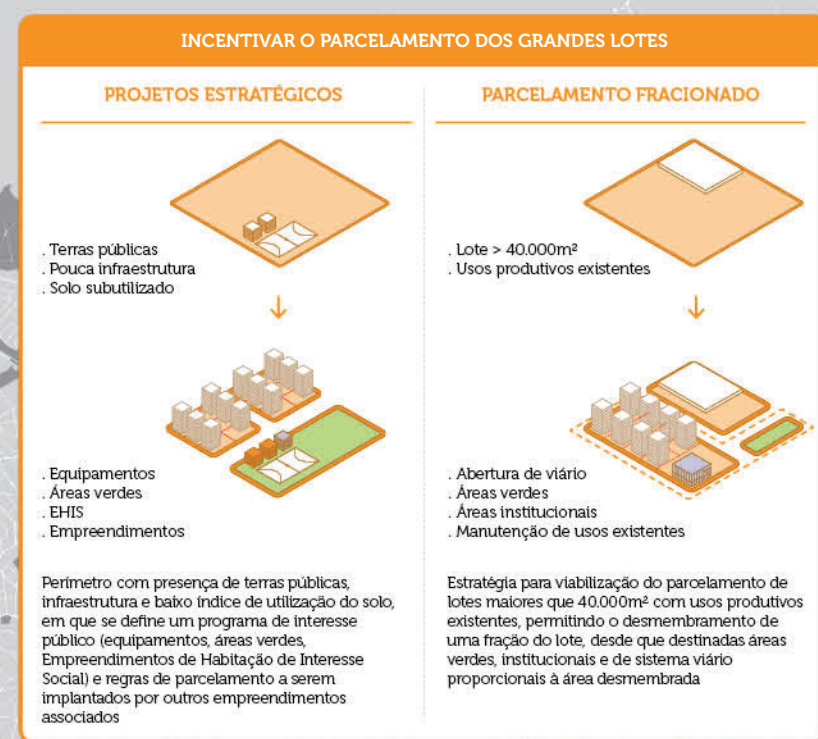 INCENTIVAR O PARCELAMENTO DOS GRANDES LOTES
PROJETOS ESTRATÉGICOS
. Terras públicas
. Pouca infraestrutura
. Solo subutilizado
. Equipamentos
. Áreas verdes
. EHIS
. Empreendimentos
Perímetro com presença de terras públicas,
infraestrutura e baixo índice de utilização do solo,
em que se define um programa de interesse
público (equipamentos, áreas verdes,
Empreendimentos de Habitação de Interesse
Social) e regras de parcelamento a serem
implantados por outros empreendimentos
associados
PARCELAMENTO FRACIONADO
. Lote > 40.000m²
. Usos produtivos existentes
. Abertura de viário
. Áreas verdes
. Áreas institucionais
. Manutenção de usos existentes
Estratégia para viabilização do parcelamento de
lotes maiores que 40.000m² com usos produtivos
existentes, permitindo o desmembramento de
uma fração do lote, desde que destinadas áreas
verdes, institucionais e de sistema viário
proporcionais à área desmembrada